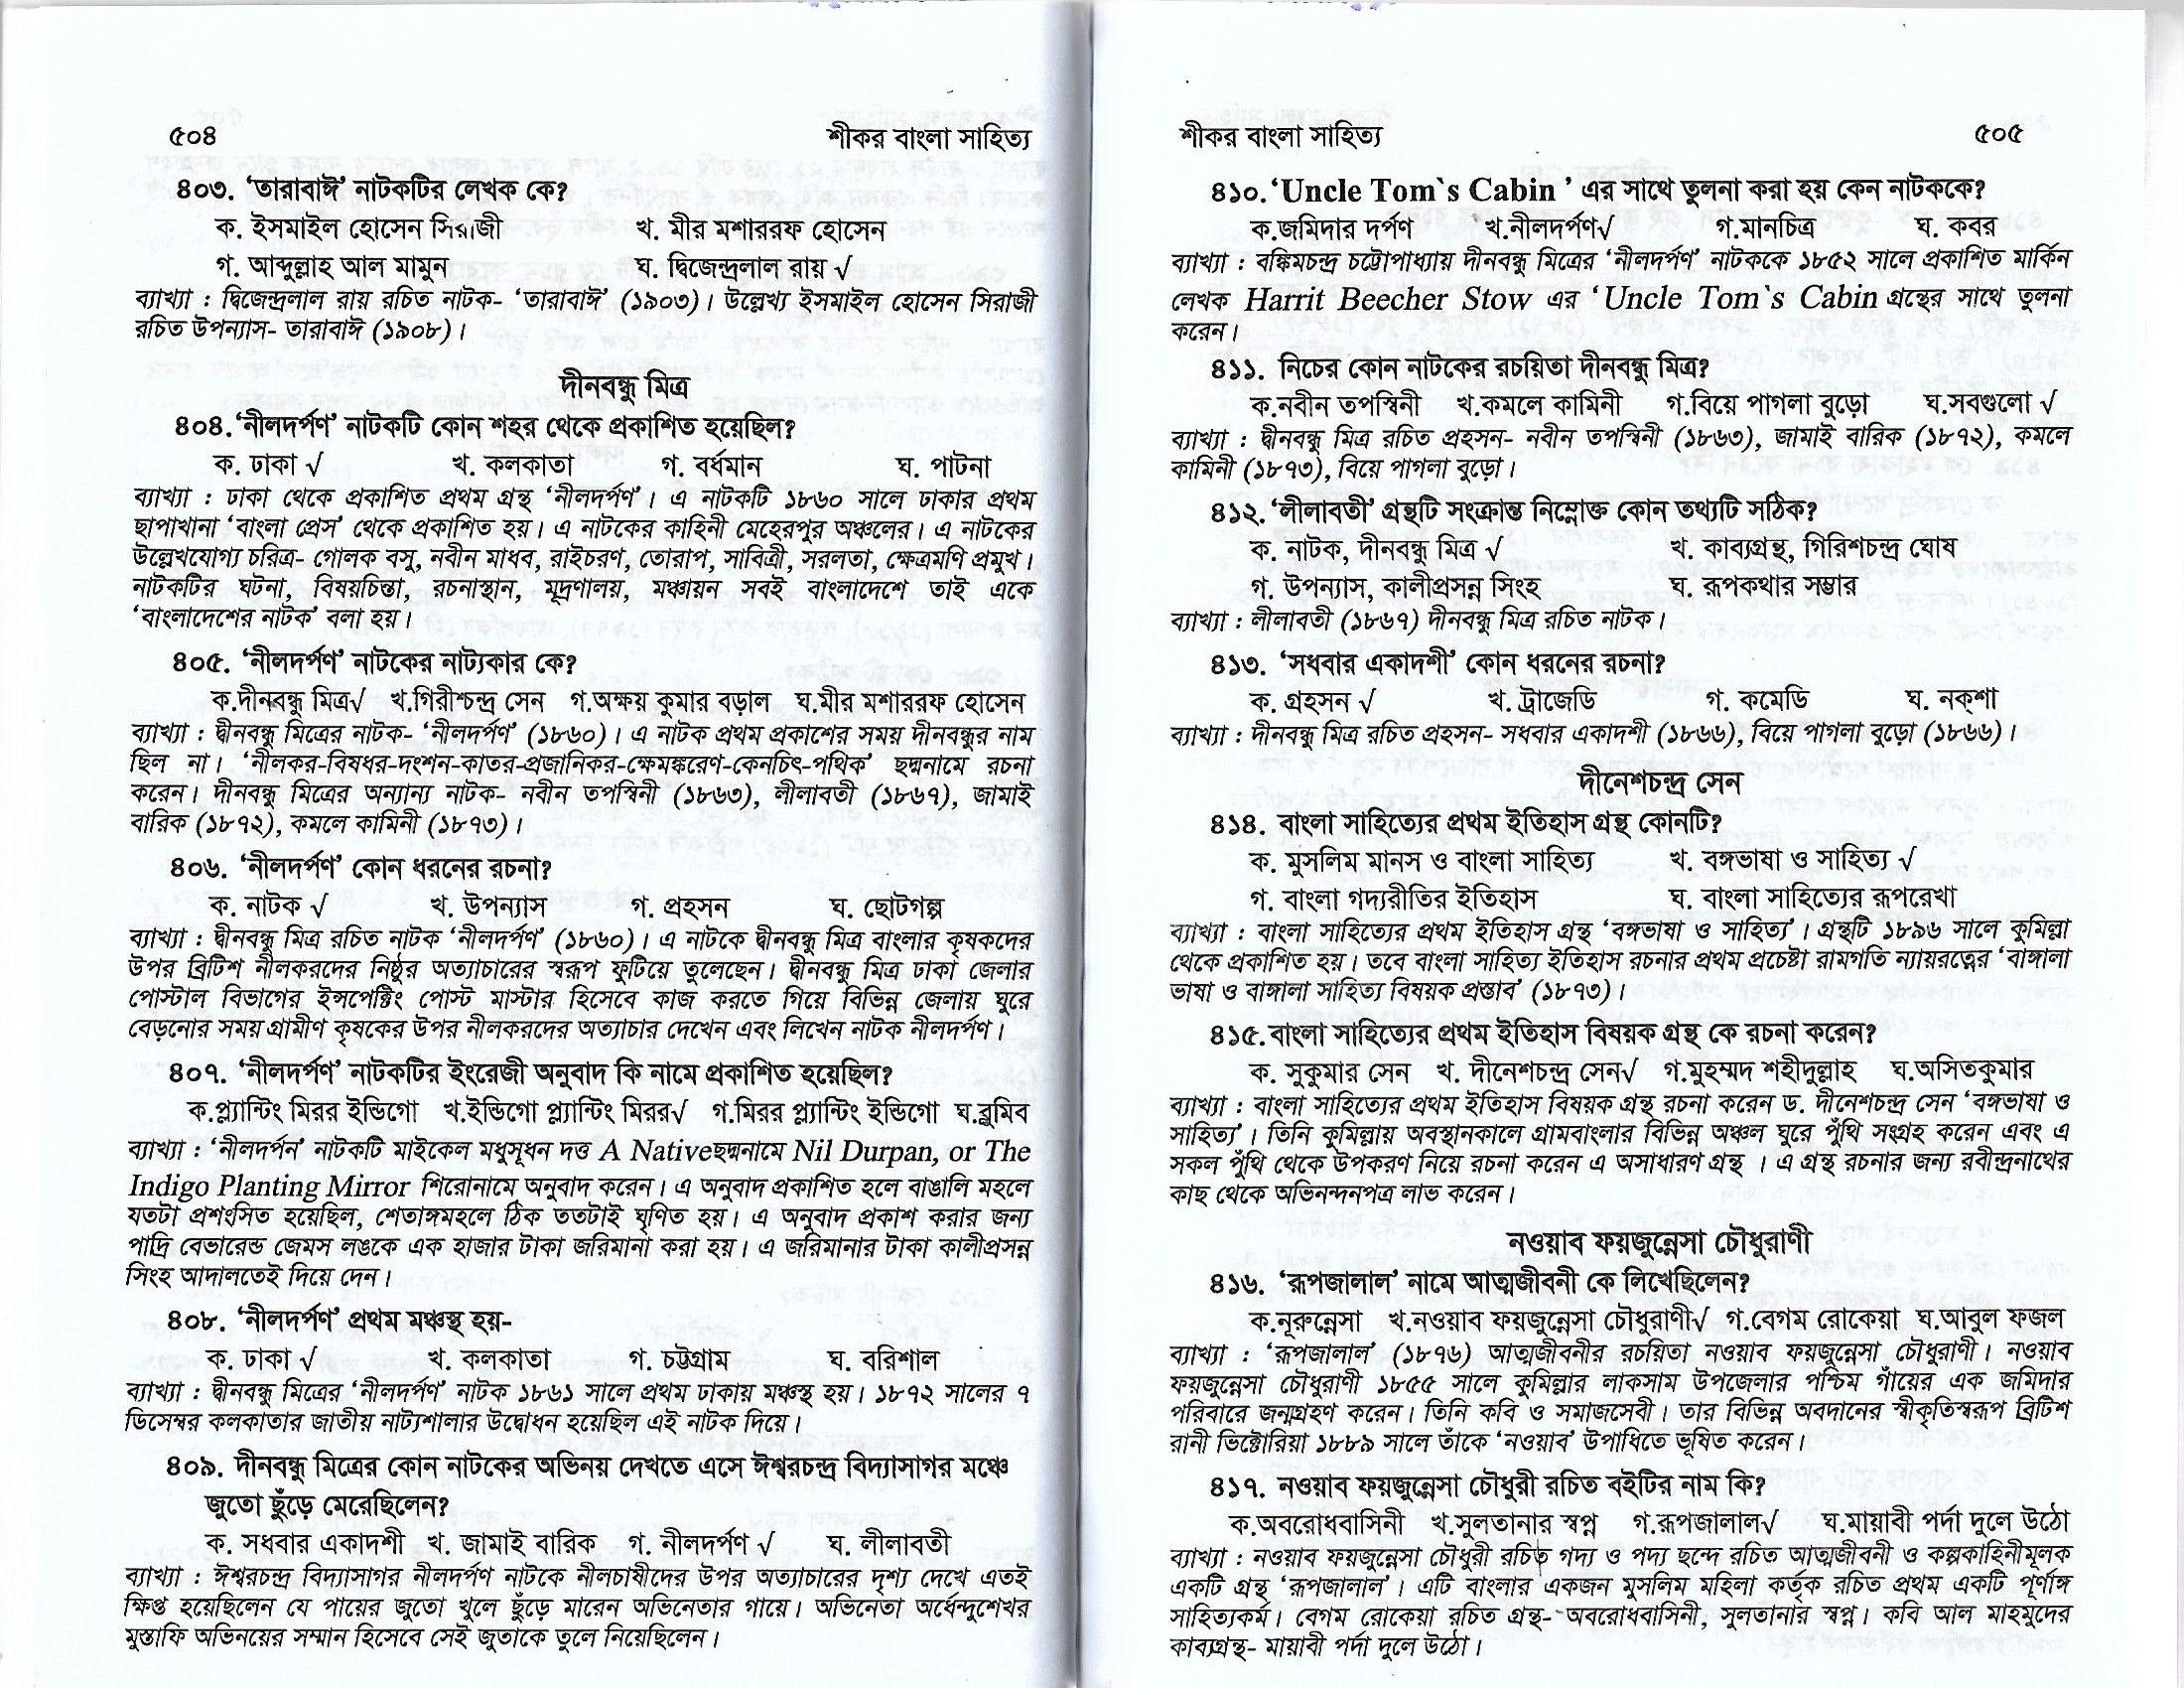 ৫০৪
শীকর বাংলা সাহিত্য
৪০৩. ‘তারাবাঈ’ নাটকটির লেখক কে?
ক. ইসমাইল হোসেন সিরাজী খ. মীর মশাররফ হোসেন
গ. আব্দুল্লাহ আল মামুন ঘ. দ্বিজেন্দ্রলাল রায় √
ব্যাখ্যা : দ্বিজেন্দ্রলাল রায় রচিত নাটক- ‘তারাবাঈ’ (১৯০৩)। উল্লেখ্য ইসমাইল হোসেন সিরাজী
রচিত উপন্যাস- তারাবাঈ (১৯০৮)।
দীনবন্ধু মিত্র
৪০৪. ‘নীলদর্পণ’ নাটকটি কোন শহর থেকে প্রকাশিত হয়েছিল?
ক. ঢাকা √ খ. কলকাতা গ. বর্ধমান ঘ. পাটনা
ব্যাখ্যা : ঢাকা থেকে প্রকাশিত প্রথম গ্রন্থ ‘নীলদর্পণ’। এ নাটকটি ১৮৬০ সালে ঢাকার প্রথম
ছাপাখানা ‘বাংলা প্রেস’ থেকে প্রকাশিত হয়। এ নাটকের কাহিনী মেহেরপুর অঞ্চলের। এ নাটকের
উল্লেখযোগ্য চরিত্র- গোলক বসু, নবীন মাধব, রাইচরণ, তোরাপ, সাবিত্রী, সরলতা, ক্ষেত্রমণি প্রমুখ।
নাটকটির ঘটনা, বিষয়চিন্তা, রচনাস্থান, মূদ্রণালয়, মঞ্চায়ন সবই বাংলাদেশে তাই একে
‘বাংলাদেশের নাটক’ বলা হয়।
৪০৫. ‘নীলদর্পণ’ নাটকের নাট্যকার কে?
ক.দীনবন্ধু মিত্র√ খ.গিরীশচন্দ্র সেন গ.অক্ষয় কুমার বড়াল ঘ.মীর মশাররফ হোসেন
ব্যাখ্যা : দ্বীনবন্ধু মিত্রের নাটক- ‘নীলদর্পণ’ (১৮৬০)। এ নাটক প্রথম প্রকাশের সময় দীনবন্ধুর নাম
ছিল না। ‘নীলকর-বিষধর-দংশন-কাতর-প্রজানিকর-ক্ষেমঙ্করেণ-কেনচিৎ-পথিক’ ছদ্মনামে রচনা
করেন। দীনবন্ধু মিত্রের অন্যান্য নাটক- নবীন তপস্বিনী (১৮৬৩), লীলাবতী (১৮৬৭), জামাই
বারিক (১৮৭২), কমলে কামিনী (১৮৭৩)।
৪০৬. ‘নীলদর্পণ’ কোন ধরনের রচনা?
ক. নাটক √ খ. উপন্যাস গ. প্রহসন ঘ. ছোটগল্প
ব্যাখ্যা : দ্বীনবন্ধু মিত্র রচিত নাটক ‘নীলদর্পণ’ (১৮৬০)। এ নাটকে দ্বীনবন্ধু মিত্র বাংলার কৃষকদের
উপর ব্রিটিশ নীলকরদের নিষ্ঠুর অত্যাচারের স্বরূপ ফুটিয়ে তুলেছেন। দ্বীনবন্ধু মিত্র ঢাকা জেলার
পোস্টাল বিভাগের ইন্সপেক্টিং পোস্ট মাস্টার হিসেবে কাজ করতে গিয়ে বিভিন্ন জেলায় ঘুরে
বেড়নোর সময় গ্রামীণ কৃষকের উপর নীলকরদের অত্যাচার দেখেন এবং লিখেন নাটক নীলদর্পণ।
৪০৭. ‘নীলদর্পণ’ নাটকটির ইংরেজী অনুবাদ কি নামে প্রকাশিত হয়েছিল?
ক.প্ল্যান্টিং মিরর ইন্ডিগো খ.ইন্ডিগো প্ল্যান্টিং মিরর√ গ.মিরর প্ল্যান্টিং ইন্ডিগো ঘ.ব্লুমিব
ব্যাখ্যা : ‘নীলদর্পন’ নাটকটি মাইকেল মধুসূধন দত্ত A Nativeছদ্মনামে Nil Durpan, or The
Indigo Planting Mirror শিরোনামে অনুবাদ করেন। এ অনুবাদ প্রকাশিত হলে বাঙালি মহলে
যতটা প্রশংসিত হয়েছিল, শেতাঙ্গমহলে ঠিক ততটাই ঘৃণিত হয়। এ অনুবাদ প্রকাশ করার জন্য
পাদ্রি বেভারেন্ড জেমস লঙকে এক হাজার টাকা জরিমানা করা হয়। এ জরিমানার টাকা কালীপ্রসন্ন
সিংহ আদালতেই দিয়ে দেন।
৪০৮. ‘নীলদর্পণ’ প্রথম মঞ্চস্থ হয়-
ক. ঢাকা √ খ. কলকাতা গ. চট্টগ্রাম ঘ. বরিশাল
ব্যাখ্যা : দ্বীনবন্ধু মিত্রের ‘নীলদর্পণ’ নাটক ১৮৬১ সালে প্রথম ঢাকায় মঞ্চস্থ হয়। ১৮৭২ সালের ৭
ডিসেম্বর কলকাতার জাতীয় নাট্যশালার উদ্বোধন হয়েছিল এই নাটক দিয়ে।
৪০৯. দীনবন্ধু মিত্রের কোন নাটকের অভিনয় দেখতে এসে ঈশ্বরচন্দ্র বিদ্যাসাগর মঞ্চে
জুতো ছুঁড়ে মেরেছিলেন?
ক. সধবার একাদশী খ. জামাই বারিক গ. নীলদর্পণ √ ঘ. লীলাবতী
ব্যাখ্যা : ঈশ্বরচন্দ্র বিদ্যাসাগর নীলদর্পণ নাটকে নীলচাষীদের উপর অত্যাচারের দৃশ্য দেখে এতই
ক্ষিপ্ত হয়েছিলেন যে পায়ের জুতো খুলে ছুঁড়ে মারেন অভিনেতার গায়ে। অভিনেতা অর্ধেন্দুশেখর
মুস্তাফি অভিনয়ের সম্মান হিসেবে সেই জুতাকে তুলে নিয়েছিলেন।
শীকর বাংলা সাহিত্য
৫০৫
৪১০. ‘Uncle Tom`s Cabin ’ এর সাথে তুলনা করা হয় কেন নাটককে?
ক.জমিদার দর্পণ খ.নীলদর্পণ√ গ.মানচিত্র ঘ. কবর
ব্যাখ্যা : বঙ্কিমচন্দ্র চট্টোপাধ্যায় দীনবন্ধু মিত্রের ‘নীলদর্পণ’ নাটককে ১৮৫২ সালে প্রকাশিত মার্কিন
লেখক Harrit Beecher Stow এর ‘Uncle Tom`s Cabin গ্রন্থের সাথে তুলনা
করেন।
৪১১. নিচের কোন নাটকের রচয়িতা দীনবন্ধু মিত্র?
ক.নবীন তপস্বিনী খ.কমলে কামিনী গ.বিয়ে পাগলা বুড়ো ঘ.সবগুলো √
ব্যাখ্যা : দ্বীনবন্ধু মিত্র রচিত প্রহসন- নবীন তপস্বিনী (১৮৬৩), জামাই বারিক (১৮৭২), কমলে
কামিনী (১৮৭৩), বিয়ে পাগলা বুড়ো।
৪১২. ‘লীলাবতী’ গ্রন্থটি সংক্রান্ত নিম্নোক্ত কোন তথ্যটি সঠিক?
ক. নাটক, দীনবন্ধু মিত্র √ খ. কাব্যগ্রন্থ, গিরিশচন্দ্র ঘোষ
গ. উপন্যাস, কালীপ্রসন্ন সিংহ ঘ. রূপকথার সম্ভার
ব্যাখ্যা : লীলাবতী (১৮৬৭) দীনবন্ধু মিত্র রচিত নাটক।
৪১৩. ‘সধবার একাদশী’ কোন ধরনের রচনা?
ক. গ্রহসন √ খ. ট্রাজেডি গ. কমেডি ঘ. নক্‌শা
ব্যাখ্যা : দীনবন্ধু মিত্র রচিত প্রহসন- সধবার একাদশী (১৮৬৬), বিয়ে পাগলা বুড়ো (১৮৬৬)।
দীনেশচন্দ্র সেন
৪১৪. বাংলা সাহিত্যের প্রথম ইতিহাস গ্রন্থ কোনটি?
ক. মুসলিম মানস ও বাংলা সাহিত্য খ. বঙ্গভাষা ও সাহিত্য √
গ. বাংলা গদ্যরীতির ইতিহাস ঘ. বাংলা সাহিত্যের রূপরেখা
ব্যাখ্যা : বাংলা সাহিত্যের প্রথম ইতিহাস গ্রন্থ ‘বঙ্গভাষা ও সাহিত্য’। গ্রন্থটি ১৮৯৬ সালে কুমিল্লা
থেকে প্রকাশিত হয়। তবে বাংলা সাহিত্য ইতিহাস রচনার প্রথম প্রচেষ্টা রামগতি ন্যায়রত্নের ‘বাঙ্গালা
ভাষা ও বাঙ্গালা সাহিত্য বিষয়ক প্রস্তাব’ (১৮৭৩)।
৪১৫. বাংলা সাহিত্যের প্রথম ইতিহাস বিষয়ক গ্রন্থ কে রচনা করেন?
ক. সুকুমার সেন খ. দীনেশচন্দ্র সেন√ গ.মুহম্মদ শহীদুল্লাহ ঘ.অসিতকুমার
ব্যাখ্যা : বাংলা সাহিত্যের প্রথম ইতিহাস বিষয়ক গ্রন্থ রচনা করেন ড. দীনেশচন্দ্র সেন ‘বঙ্গভাষা ও
সাহিত্য’। তিনি কুমিল্লায় অবস্থানকালে গ্রামবাংলার বিভিন্ন অঞ্চল ঘুরে পুঁথি সংগ্রহ করেন এবং এ
সকল পুঁথি থেকে উপকরণ নিয়ে রচনা করেন এ অসাধারণ গ্রন্থ । এ গ্রন্থ রচনার জন্য রবীন্দ্রনাথের
কাছ থেকে অভিনন্দনপত্র লাভ করেন।
নওয়াব ফয়জুন্নেসা চৌধুরাণী
৪১৬. ‘রূপজালাল’ নামে আত্মজীবনী কে লিখেছিলেন?
ক.নূরুন্নেসা খ.নওয়াব ফয়জুন্নেসা চৌধুরাণী√ গ.বেগম রোকেয়া ঘ.আবুল ফজল
ব্যাখ্যা : ‘রূপজালাল’ (১৮৭৬) আত্মজীবনীর রচয়িতা নওয়াব ফয়জুন্নেসা চৌধুরাণী। নওয়াব
ফয়জুন্নেসা চৌধুরাণী ১৮৫৫ সালে কুমিল্লার লাকসাম উপজেলার পশ্চিম গাঁয়ের এক জমিদার
পরিবারে জন্মগ্রহণ করেন। তিনি কবি ও সমাজসেবী। তার বিভিন্ন অবদানের স্বীকৃতিস্বরূপ ব্রিটিশ
রানী ভিক্টোরিয়া ১৮৮৯ সালে তাঁকে ‘নওয়াব’ উপাধিতে ভূষিত করেন।
৪১৭. নওয়াব ফয়জুন্নেসা চৌধুরী রচিত বইটির নাম কি?
ক.অবরোধবাসিনী খ.সুলতানার স্বপ্ন গ.রূপজালাল√ ঘ.মায়াবী পর্দা দুলে উঠো
ব্যাখ্যা : নওয়াব ফয়জুন্নেসা চৌধুরী রচিত গদ্য ও পদ্য ছন্দে রচিত আত্মজীবনী ও কল্পকাহিনীমূলক
একটি গ্রন্থ ‘রূপজালাল’। এটি বাংলার একজন মুসলিম মহিলা কর্তৃক রচিত প্রথম একটি পূর্ণাঙ্গ
সাহিত্যকর্ম। বেগম রোকেয়া রচিত গ্রন্থ- অবরোধবাসিনী, সুলতানার স্বপ্ন। কবি আল মাহমুদের
কাব্যগ্রন্থ- মায়াবী পর্দা দুলে উঠো।